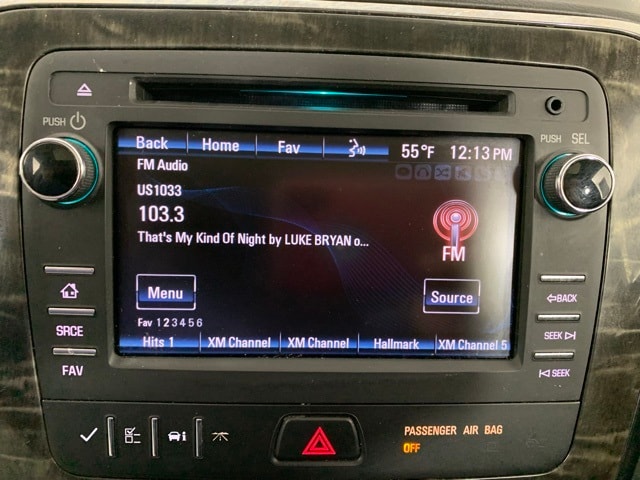 PUSH
PUSH SEL
Back Home Fav 55°F 12:13 PM
FM Audio
US1033
103.3
That's My Kind Of Night by LUKE BRYAN o...
FM
Menu
Source
Fav 1 2 3 4 5 6
Hits 1 XM Channel XM Channel Hallmark XM Channel 5
BACK
SRCE
SEEK
FAV
SEEK
PASSENGER AIR BAG
OFF